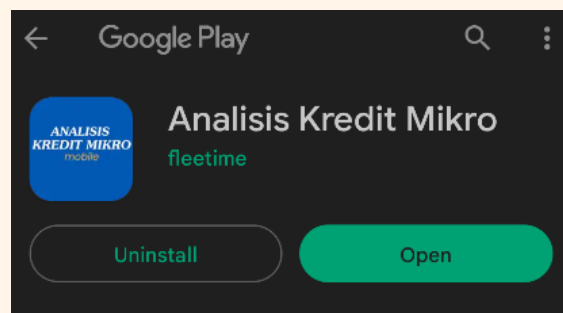 Google Play
ANALISIS
KREDIT MIKRO
mobile
Analisis Kredit Mikro
fleetime
Uninstall
Open